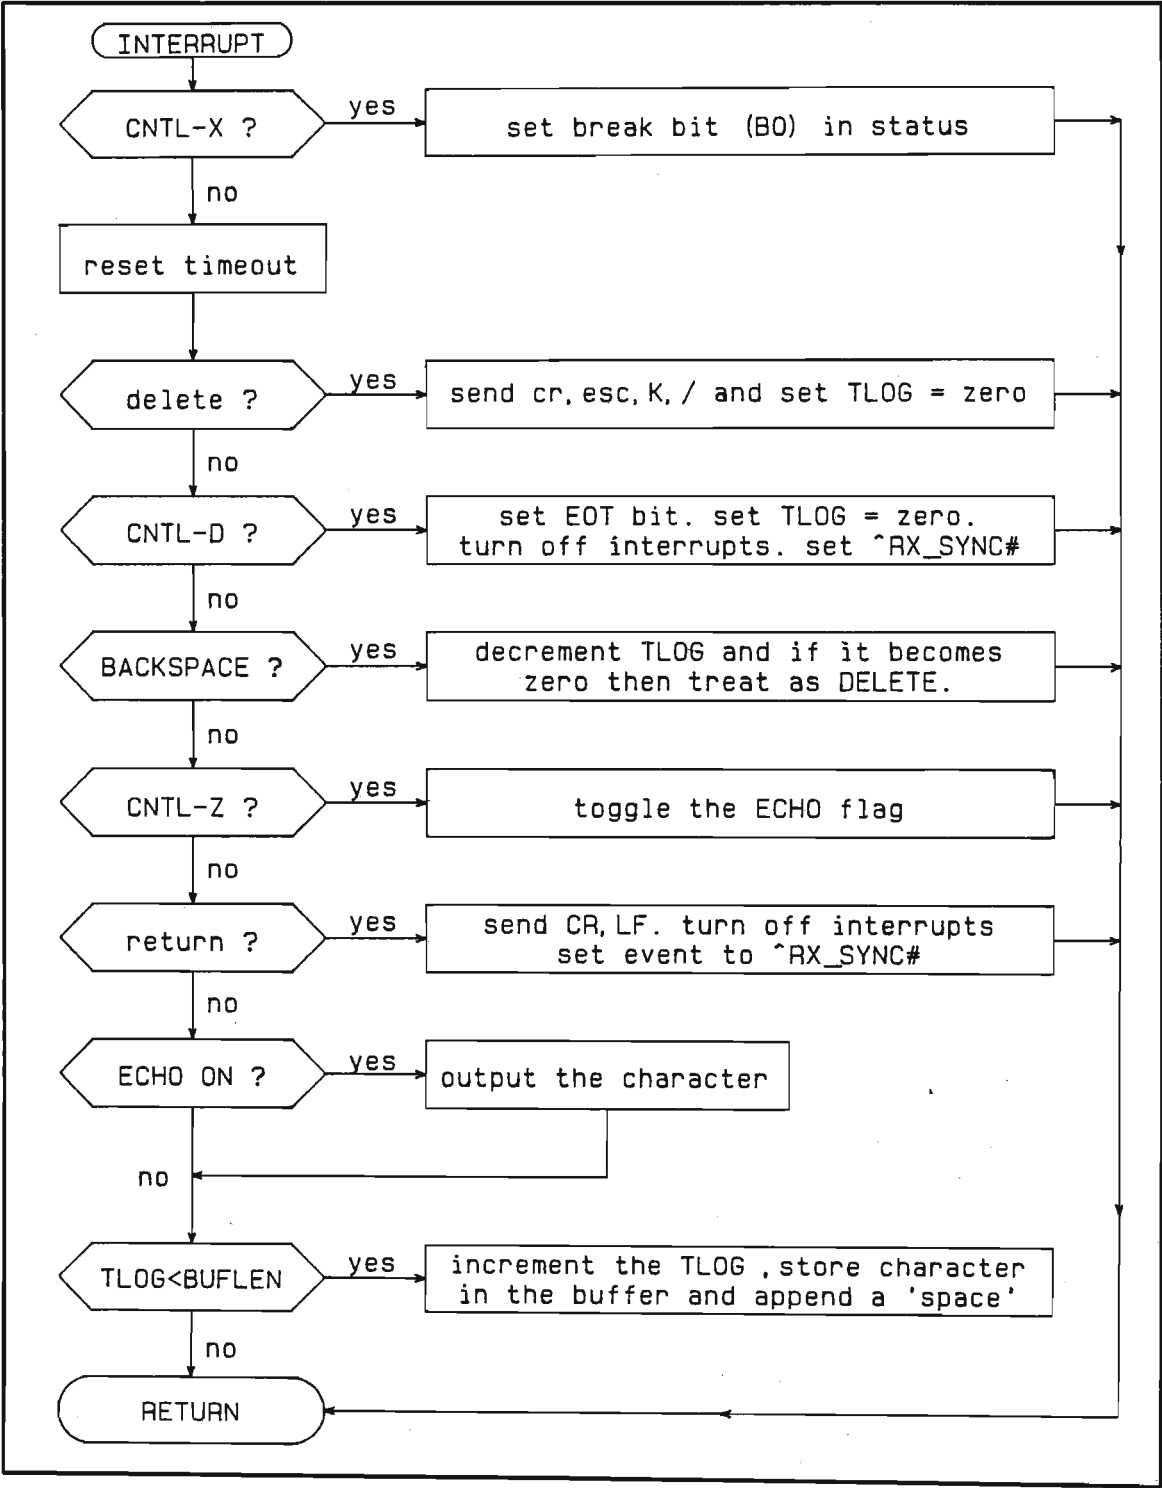 INTERRUPT
CNTL-X ?
yes
set break bit (BO) in status
no
reset timeout
delete ?
yes
send cr, esc, K, / and set TLOG = zero
no
CNTL-D ?
yes
set EOT bit. set TLOG = zero.
turn off interrupts. set ^RX_SYNC#
no
BACKSPACE ?
yes
decrement TLOG and if it becomes
zero then treat as DELETE.
no
CNTL-Z ?
yes
toggle the ECHO flag
no
return ?
yes
send CR, LF. turn off interrupts
set event to ^RX_SYNC#
no
ECHO ON ?
yes
output the character
no
TLOG<BUFLEN
yes
increment the TLOG , store character
in the buffer and append a 'space'
no
RETURN